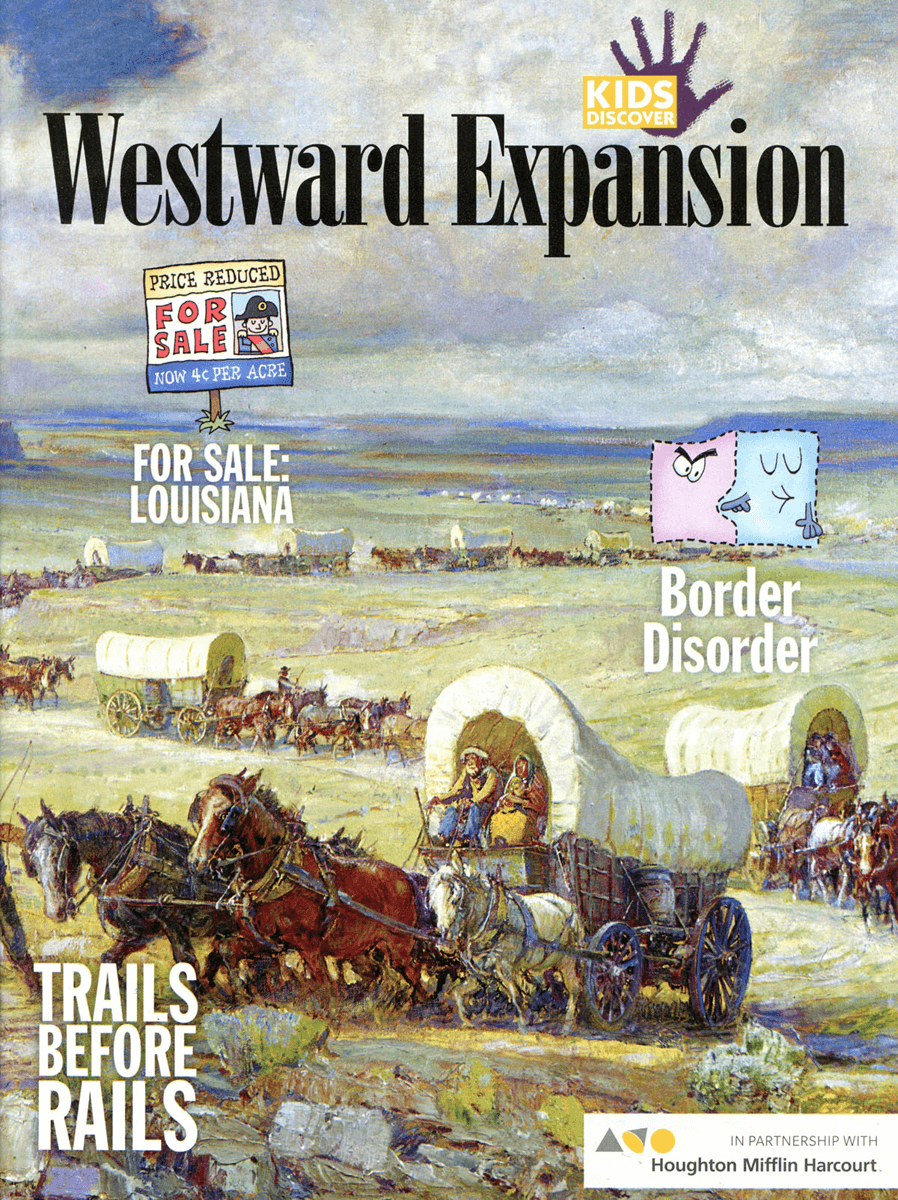 KIDS
DISCOVER
Westward Expansion
PRICE REDUCED
FOR
SALE
NOW 4¢ PER ACRE
FOR SALE:
LOUISIANA
Border
Disorder
TRAILS
BEFORE
RAILS
IN PARTNERSHIP WITH
Houghton Mifflin Harcourt